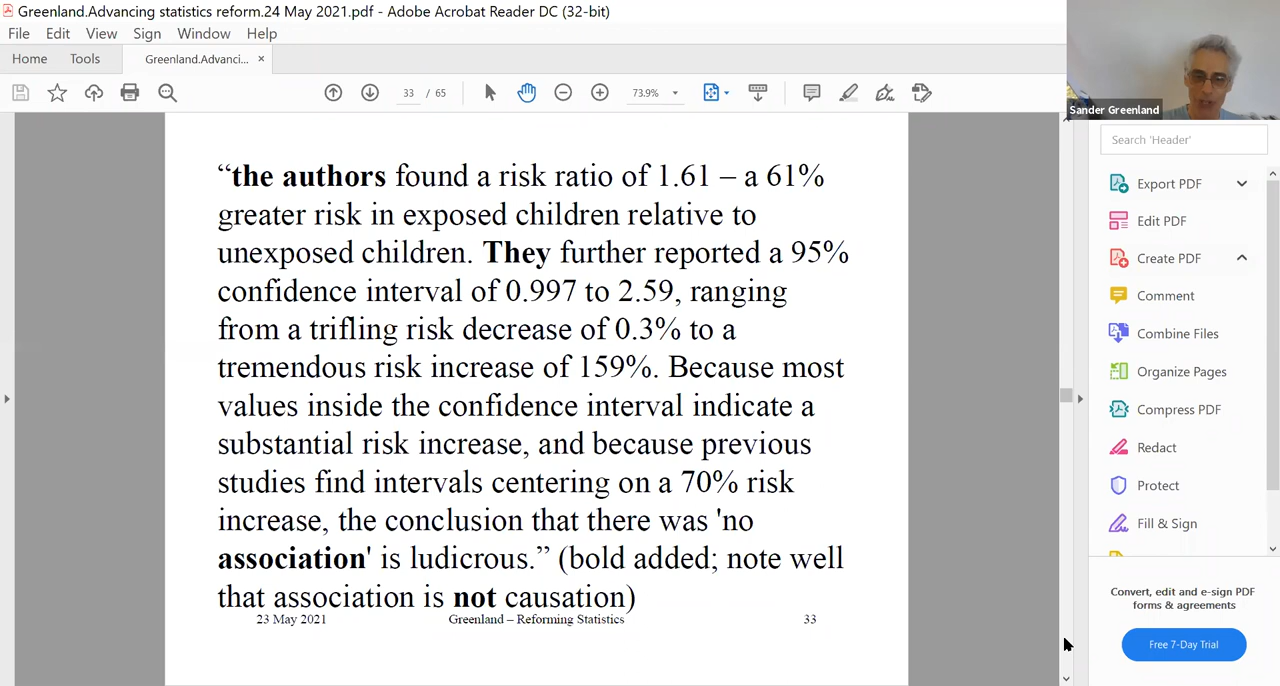 Greenland.Advancing statistics reform.24 May 2021.pdf - Adobe Acrobat Reader DC (32-bit)
File Edit View Sign Window Help
Home Tools Greenland.Advanci... ×
33 / 65 73.9%
Sander Greenland
“the authors found a risk ratio of 1.61 – a 61%
greater risk in exposed children relative to
unexposed children. They further reported a 95%
confidence interval of 0.997 to 2.59, ranging
from a trifling risk decrease of 0.3% to a
tremendous risk increase of 159%. Because most
values inside the confidence interval indicate a
substantial risk increase, and because previous
studies find intervals centering on a 70% risk
increase, the conclusion that there was 'no
association' is ludicrous.” (bold added; note well
that association is not causation)
23 May 2021 Greenland – Reforming Statistics 33
Search 'Header'
Export PDF
Edit PDF
Create PDF
Comment
Combine Files
Organize Pages
Compress PDF
Redact
Protect
Fill & Sign
Convert, edit and e-sign PDF
forms & agreements
Free 7-Day Trial